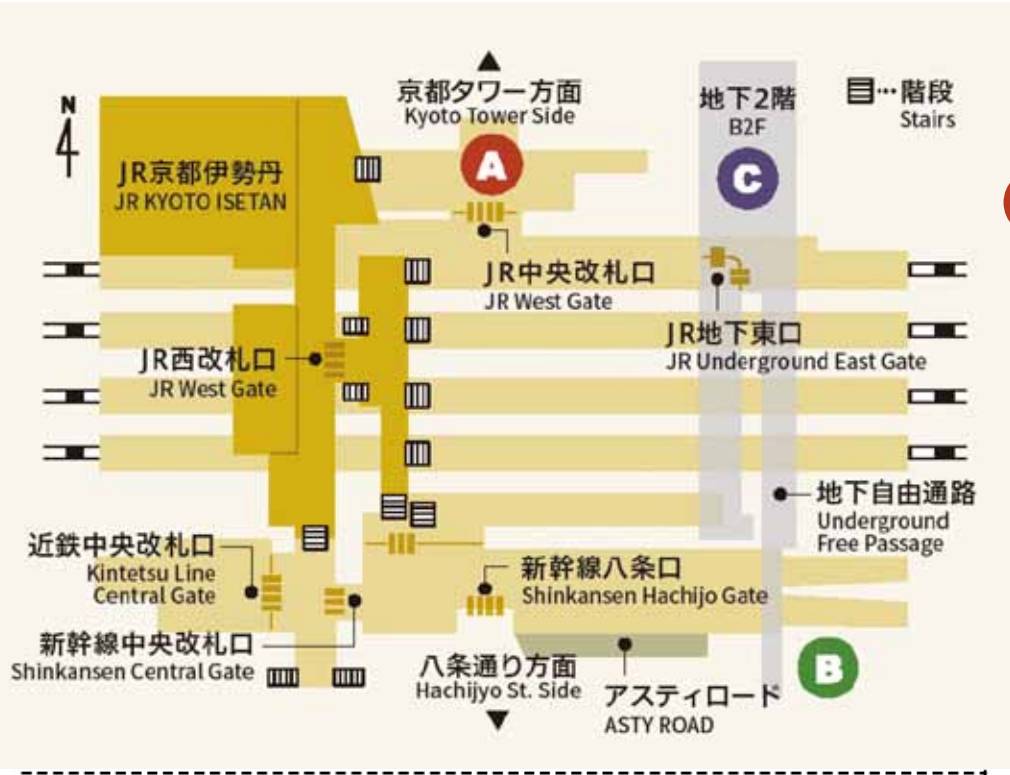 N
京都タワー方面
Kyoto Tower Side
A
地下2階
B2F
C
…階段
Stairs
JR京都伊勢丹
JR KYOTO ISETAN
JR中央改札口
JR West Gate
JR地下東口
JR Underground East Gate
JR西改札口
JR West Gate
地下自由通路
Underground
Free Passage
近鉄中央改札口
Kintetsu Line
Central Gate
新幹線八条口
Shinkansen Hachijo Gate
新幹線中央改札口
Shinkansen Central Gate
八条通り方面
Hachijyo St. Side
アスティロード
ASTY ROAD
B